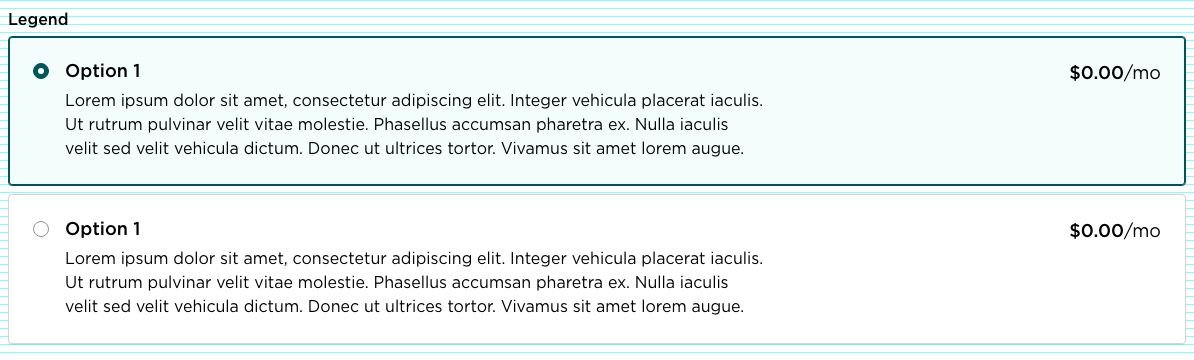 Legend
Option 1 $0.00/mo
Lorem ipsum dolor sit amet, consectetur adipiscing elit. Integer vehicula placerat iaculis.
Ut rutrum pulvinar velit vitae molestie. Phasellus accumsan pharetra ex. Nulla iaculis
velit sed velit vehicula dictum. Donec ut ultrices tortor. Vivamus sit amet lorem augue.
Option 1 $0.00/mo
Lorem ipsum dolor sit amet, consectetur adipiscing elit. Integer vehicula placerat iaculis.
Ut rutrum pulvinar velit vitae molestie. Phasellus accumsan pharetra ex. Nulla iaculis
velit sed velit vehicula dictum. Donec ut ultrices tortor. Vivamus sit amet lorem augue.